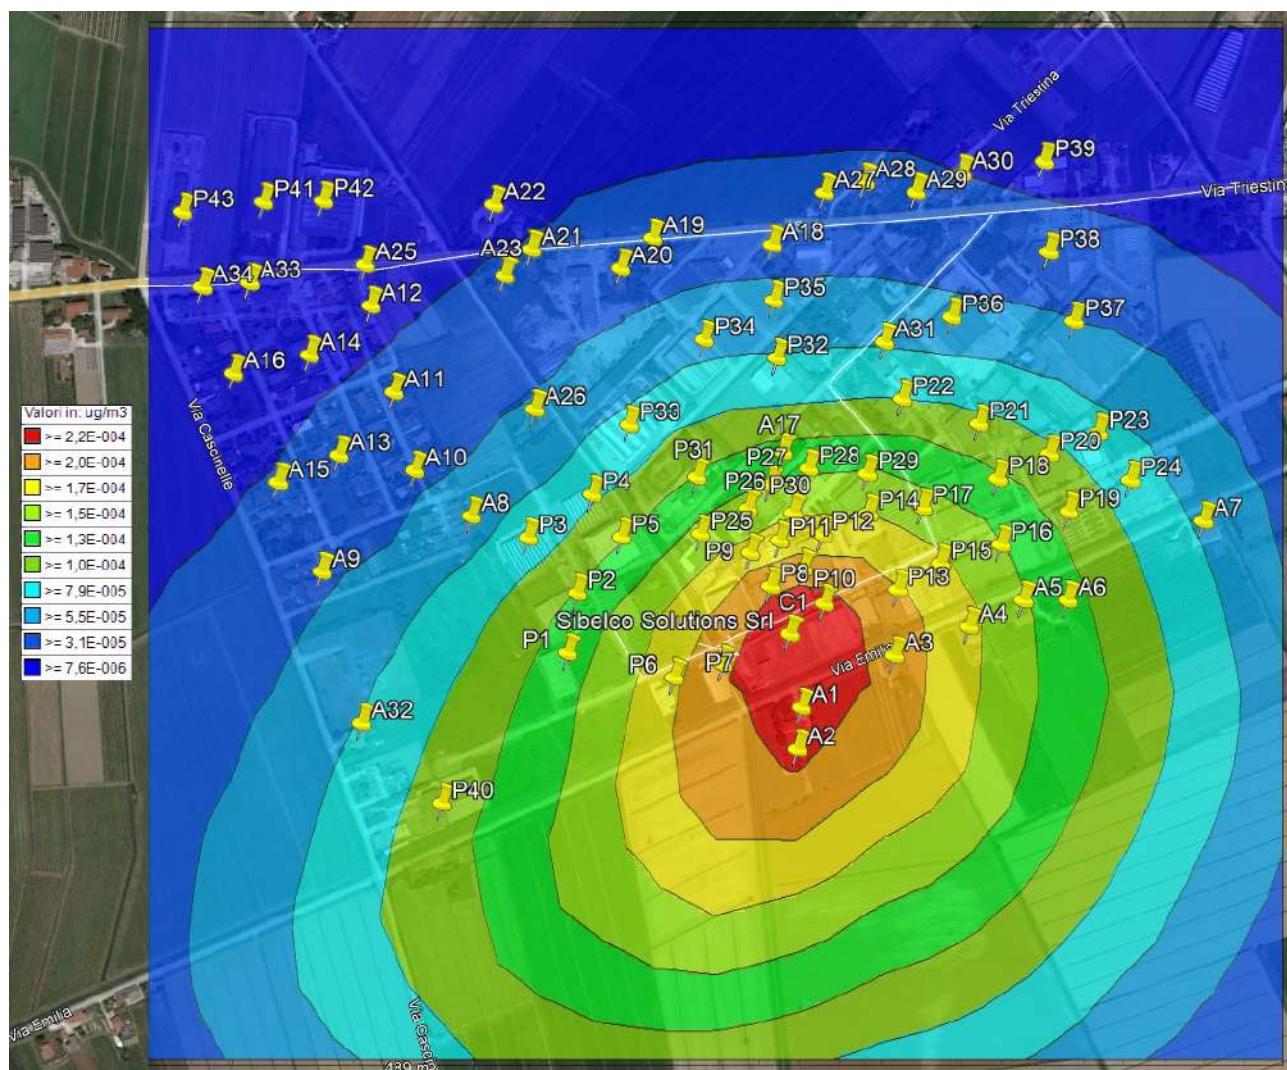 Via Triestina
P39
A30
A28
A27
A29
Via Triestin
P43
P41
P42
A22
A19
A18
A21
A23
A20
P38
A25
A34
A33
A12
P35
P36
P37
P34
A31
P32
A14
A16
A11
A26
P33
P22
P21
P23
P20
A17
Via Cascinelle
A13
A10
A15
P31
P27
P28
P29
P18
P24
P4
P26
P30
P14
P17
P19
A7
A8
P3
P5
P25
P11
P12
P16
P9
P15
A9
P2
P8
P10
P13
A5
A6
C1
A4
Sibelco Solutions Srl
P1
P6
P7
Via Emilia
A3
A1
A32
A2
P40
Valori in: ug/m3
>= 2,2E-004
>= 2,0E-004
>= 1,7E-004
>= 1,5E-004
>= 1,3E-004
>= 1,0E-004
>= 7,9E-005
>= 5,5E-005
>= 3,1E-005
>= 7,6E-006
Via Emilia
Via Cascin
489 m